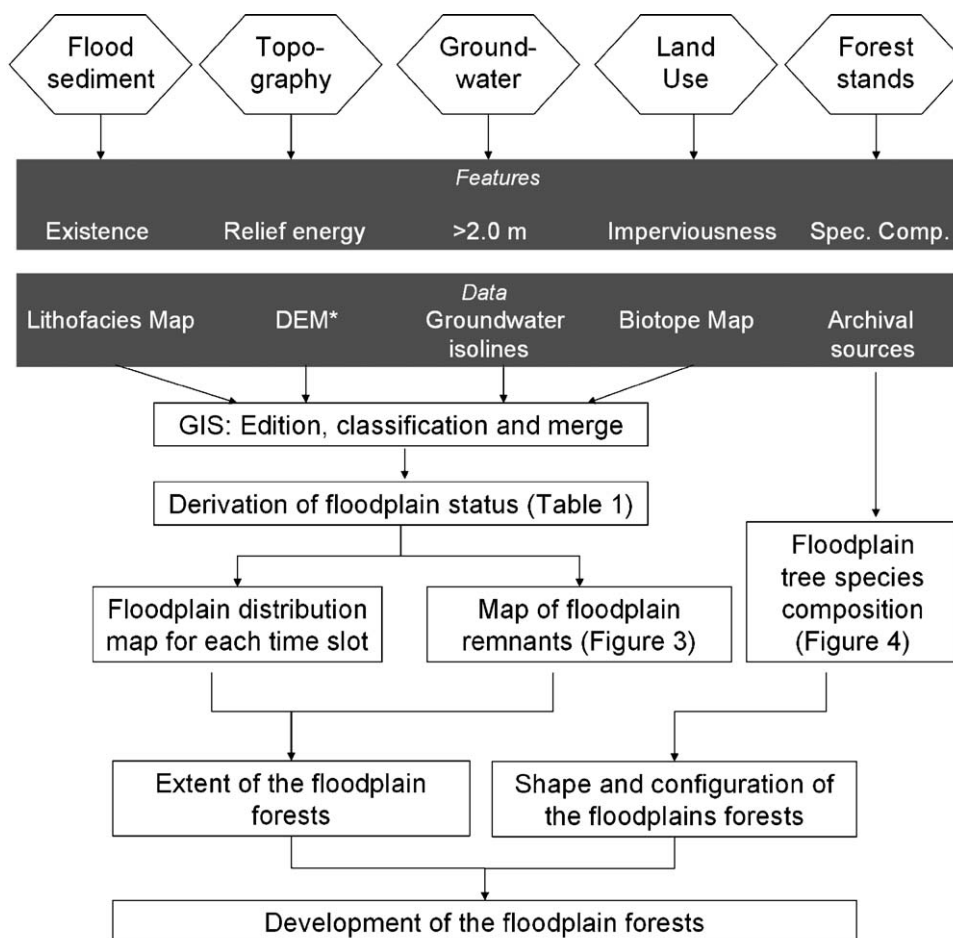 Flood
sediment
Topo-
graphy
Ground-
water
Land
Use
Forest
stands
Features
Existence
Relief energy
>2.0 m
Imperviousness
Spec. Comp.
Data
Lithofacies Map
DEM*
Groundwater
isolines
Biotope Map
Archival
sources
GIS: Edition, classification and merge
Derivation of floodplain status (Table 1)
Floodplain distribution
map for each time slot
Map of floodplain
remnants (Figure 3)
Floodplain
tree species
composition
(Figure 4)
Extent of the floodplain
forests
Shape and configuration of
the floodplains forests
Development of the floodplain forests